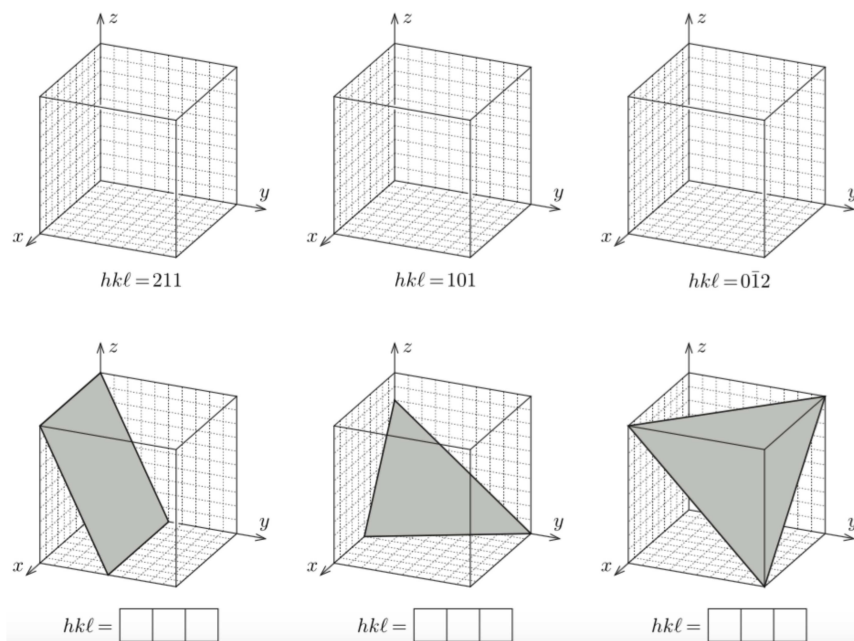 z z z
y y y
x x x
hkℓ = 211 hkℓ = 101 hkℓ = 01̄2
z z z
y y y
x x x
hkℓ = hkℓ = hkℓ =